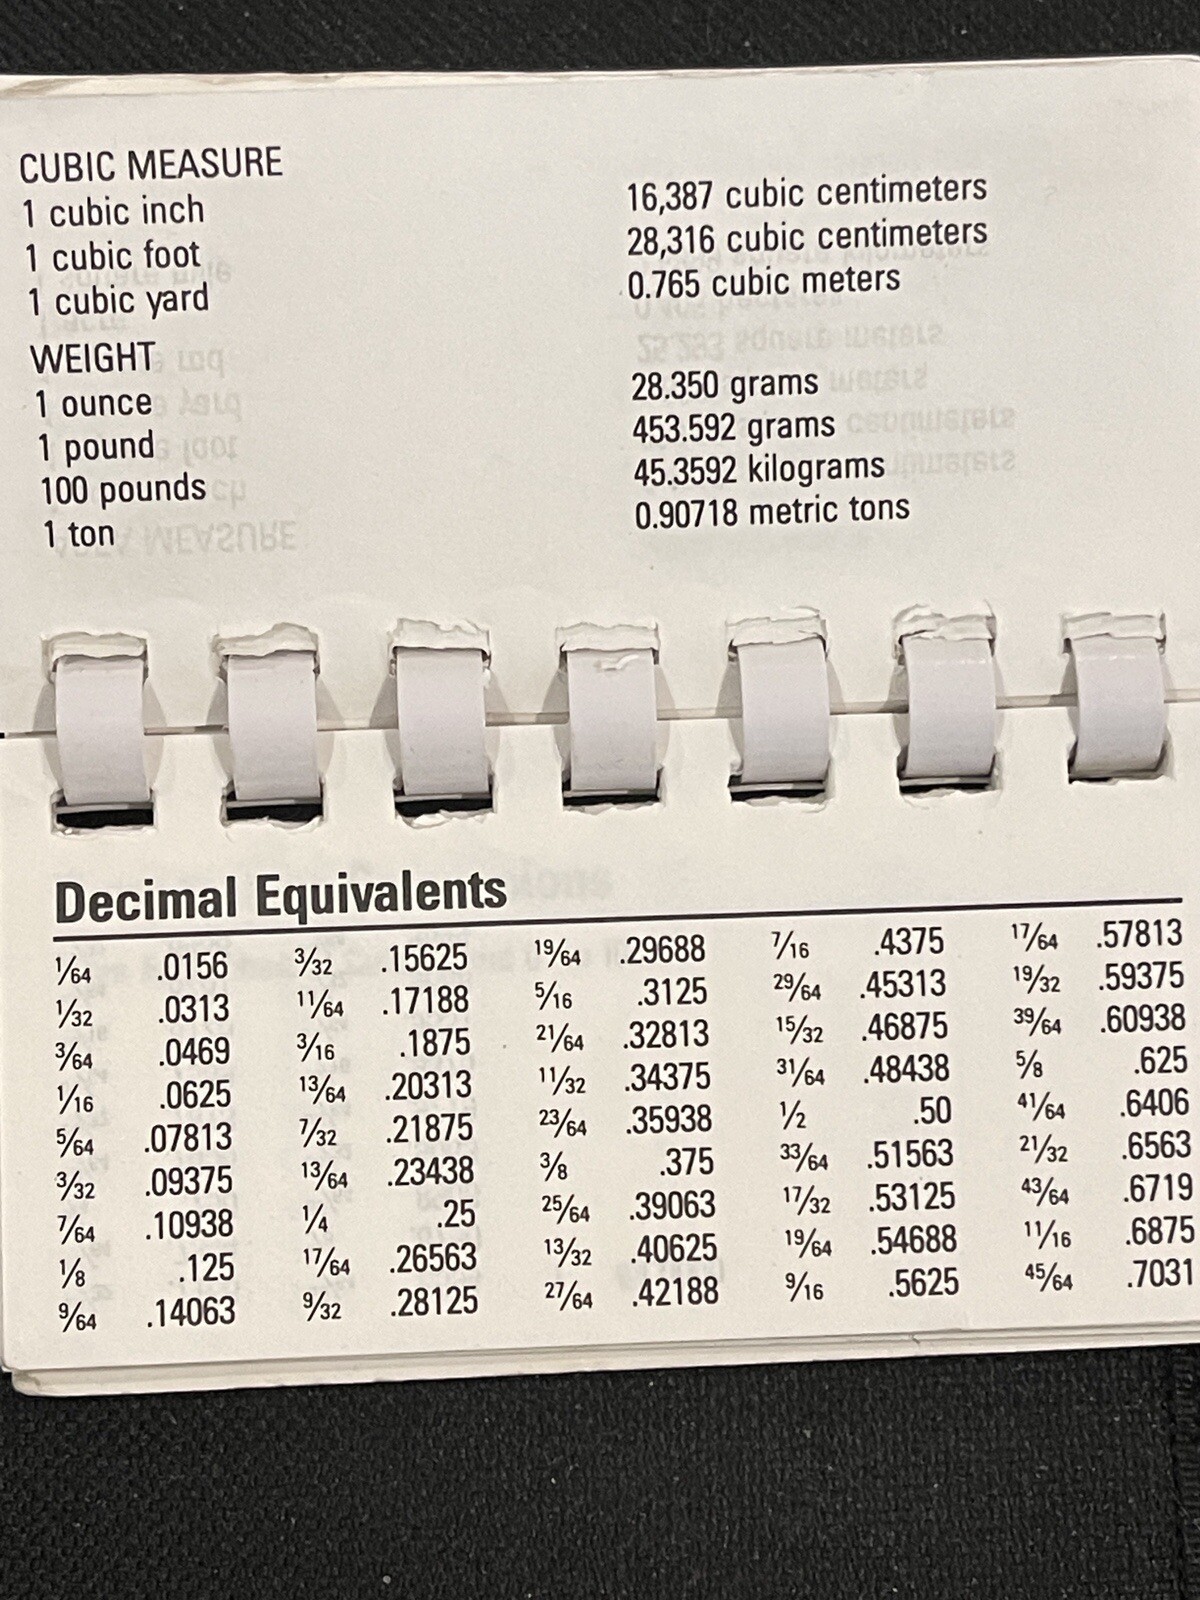 CUBIC MEASURE
1 cubic inch 16,387 cubic centimeters
1 cubic foot 28,316 cubic centimeters
1 cubic yard 0.765 cubic meters
WEIGHT
1 ounce 28.350 grams
1 pound 453.592 grams
100 pounds 45.3592 kilograms
1 ton 0.90718 metric tons
Decimal Equivalents
1/64 .0156 3/32 .15625 19/64 .29688 7/16 .4375 17/64 .57813
1/32 .0313 11/64 .17188 5/16 .3125 29/64 .45313 19/32 .59375
3/64 .0469 3/16 .1875 21/64 .32813 15/32 .46875 39/64 .60938
1/16 .0625 13/64 .20313 11/32 .34375 31/64 .48438 5/8 .625
5/64 .07813 7/32 .21875 23/64 .35938 1/2 .50 41/64 .6406
3/32 .09375 13/64 .23438 3/8 .375 33/64 .51563 21/32 .6563
7/64 .10938 1/4 .25 25/64 .39063 17/32 .53125 43/64 .6719
1/8 .125 17/64 .26563 13/32 .40625 19/64 .54688 11/16 .6875
9/64 .14063 9/32 .28125 27/64 .42188 9/16 .5625 45/64 .7031